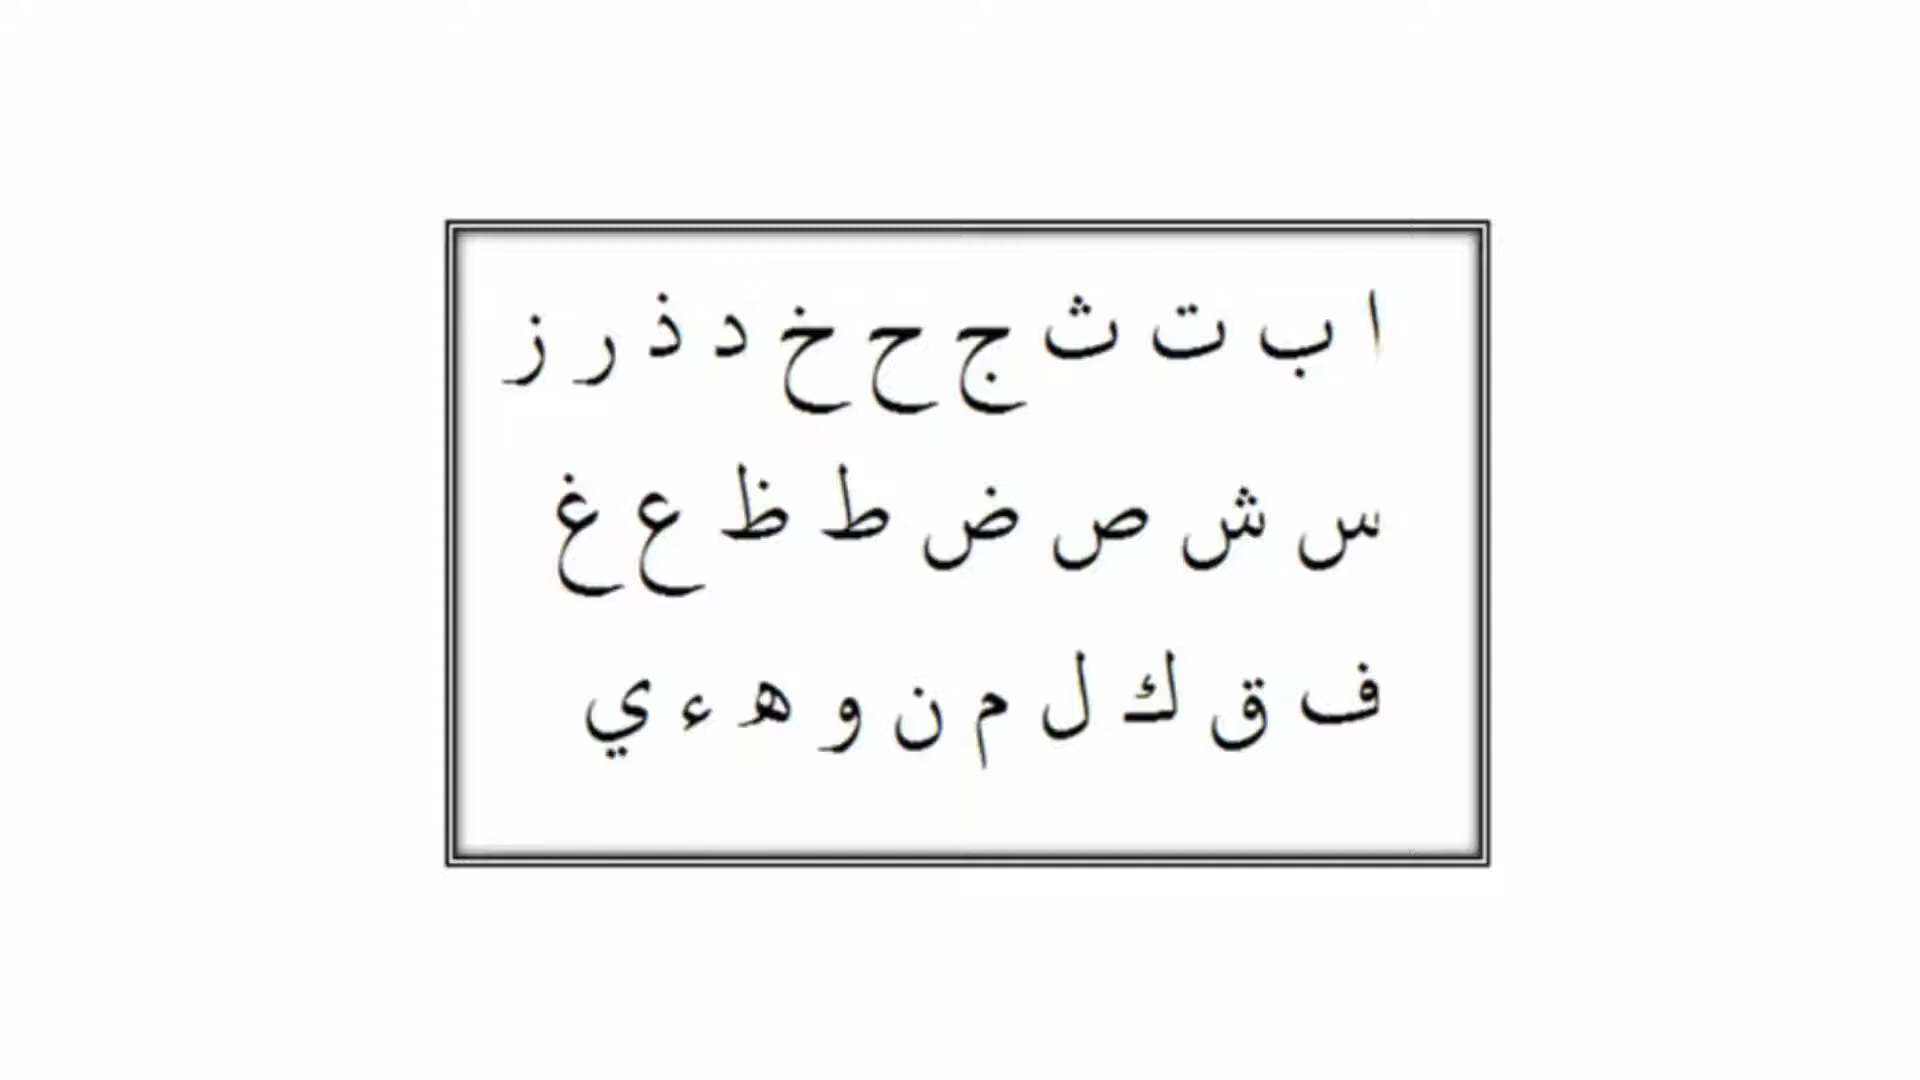 ا ب ت ث ج ح خ د ذ ر ز
س ش ص ض ط ظ ع غ
ف ق ك ل م ن و ه ء ي